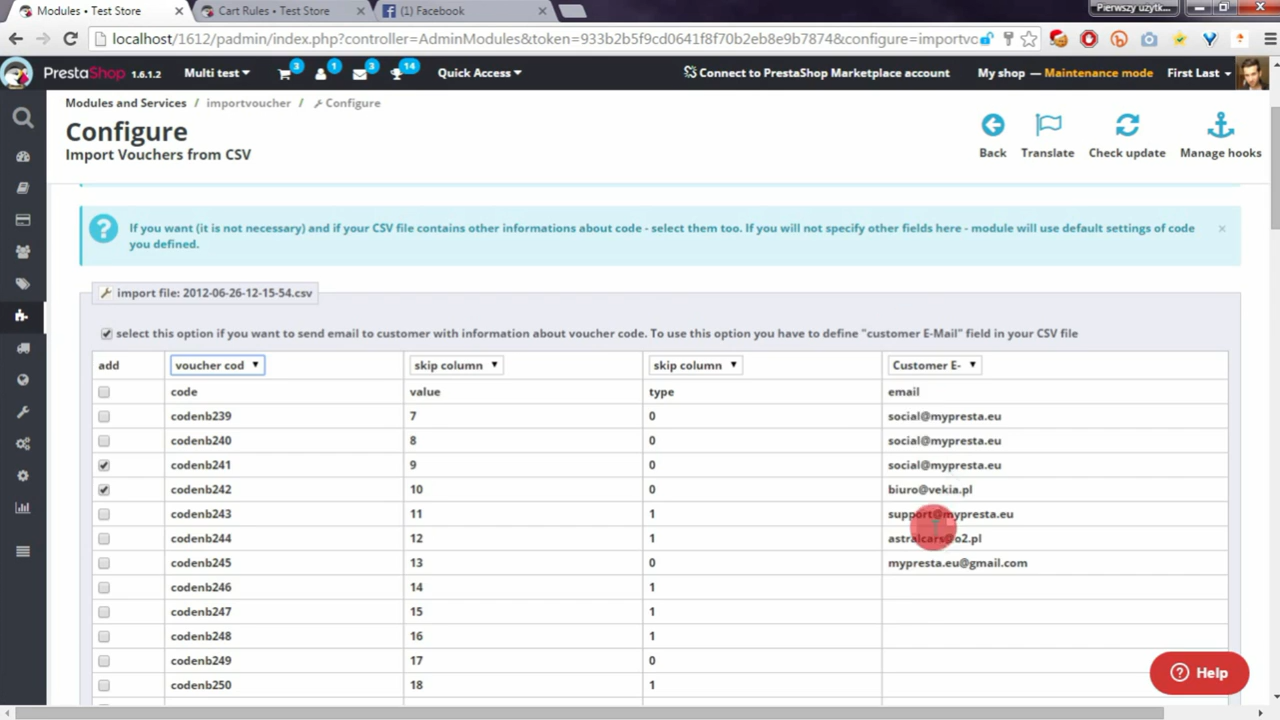 Modules • Test Store
Cart Rules • Test Store
(1) Facebook
Pierwszy użytk...
localhost/1612/padmin/index.php?controller=AdminModules&token=933b2b5f9cd0641f8f70b2eb8e9b7874&configure=importvo
PrestaShop 1.6.1.2
Multi test
3
1
3
14
Quick Access
Connect to PrestaShop Marketplace account
My shop — Maintenance mode
First Last
Modules and Services / importvoucher / Configure
Configure
Import Vouchers from CSV
Back
Translate
Check update
Manage hooks
If you want (it is not necessary) and if your CSV file contains other informations about code - select them too. If you will not specify other fields here - module will use default settings of code
you defined.
import file: 2012-06-26-12-15-54.csv
select this option if you want to send email to customer with information about voucher code. To use this option you have to define "customer E-Mail" field in your CSV file
add voucher cod skip column skip column Customer E-
code value type email
codenb239 7 0 social@mypresta.eu
codenb240 8 0 social@mypresta.eu
codenb241 9 0 social@mypresta.eu
codenb242 10 0 biuro@vekia.pl
codenb243 11 1 support@mypresta.eu
codenb244 12 1 astralcars@o2.pl
codenb245 13 0 mypresta.eu@gmail.com
codenb246 14 1
codenb247 15 1
codenb248 16 1
codenb249 17 0
codenb250 18 1
Help